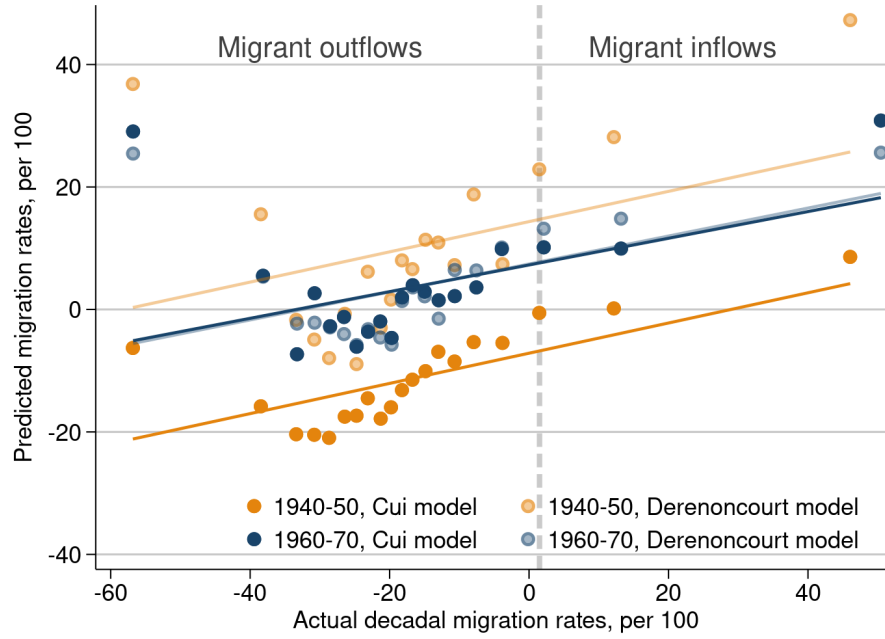 Migrant outflows
Migrant inflows
Predicted migration rates, per 100
40
20
0
-20
-40
1940-50, Cui model
1940-50, Derenoncourt model
1960-70, Cui model
1960-70, Derenoncourt model
-60
-40
-20
0
20
40
Actual decadal migration rates, per 100